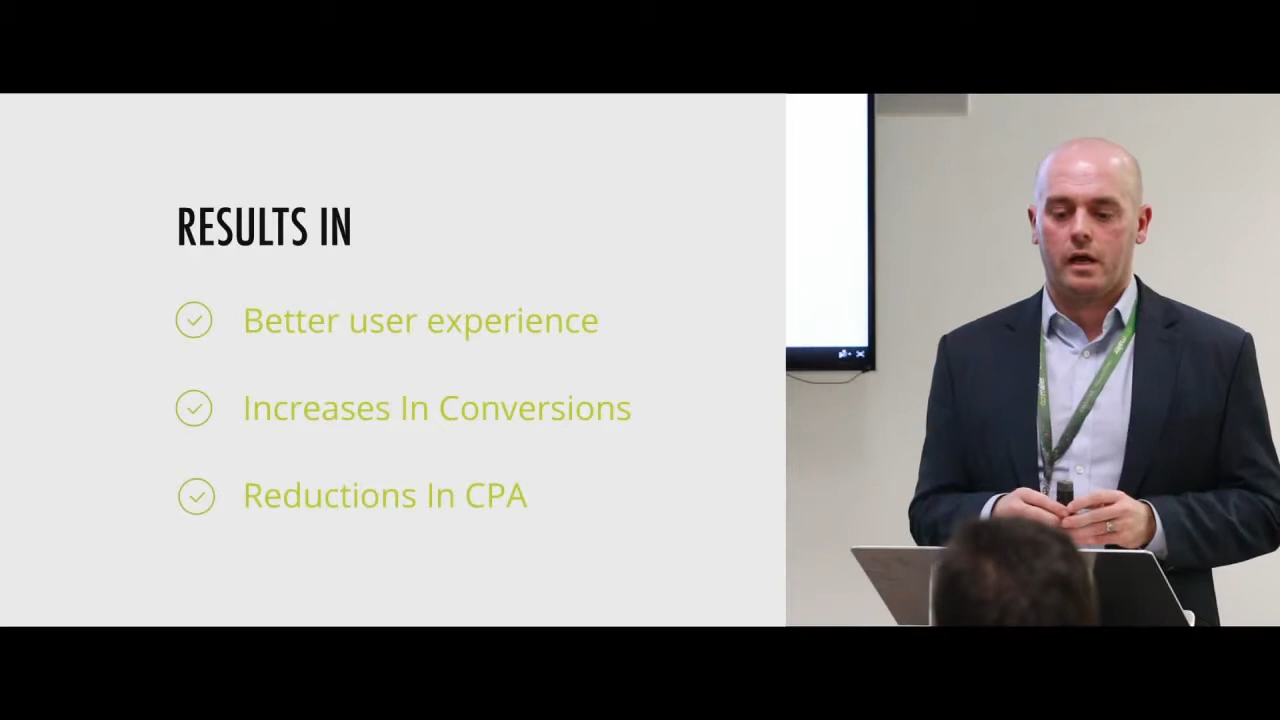 RESULTS IN
Better user experience
Increases In Conversions
Reductions In CPA